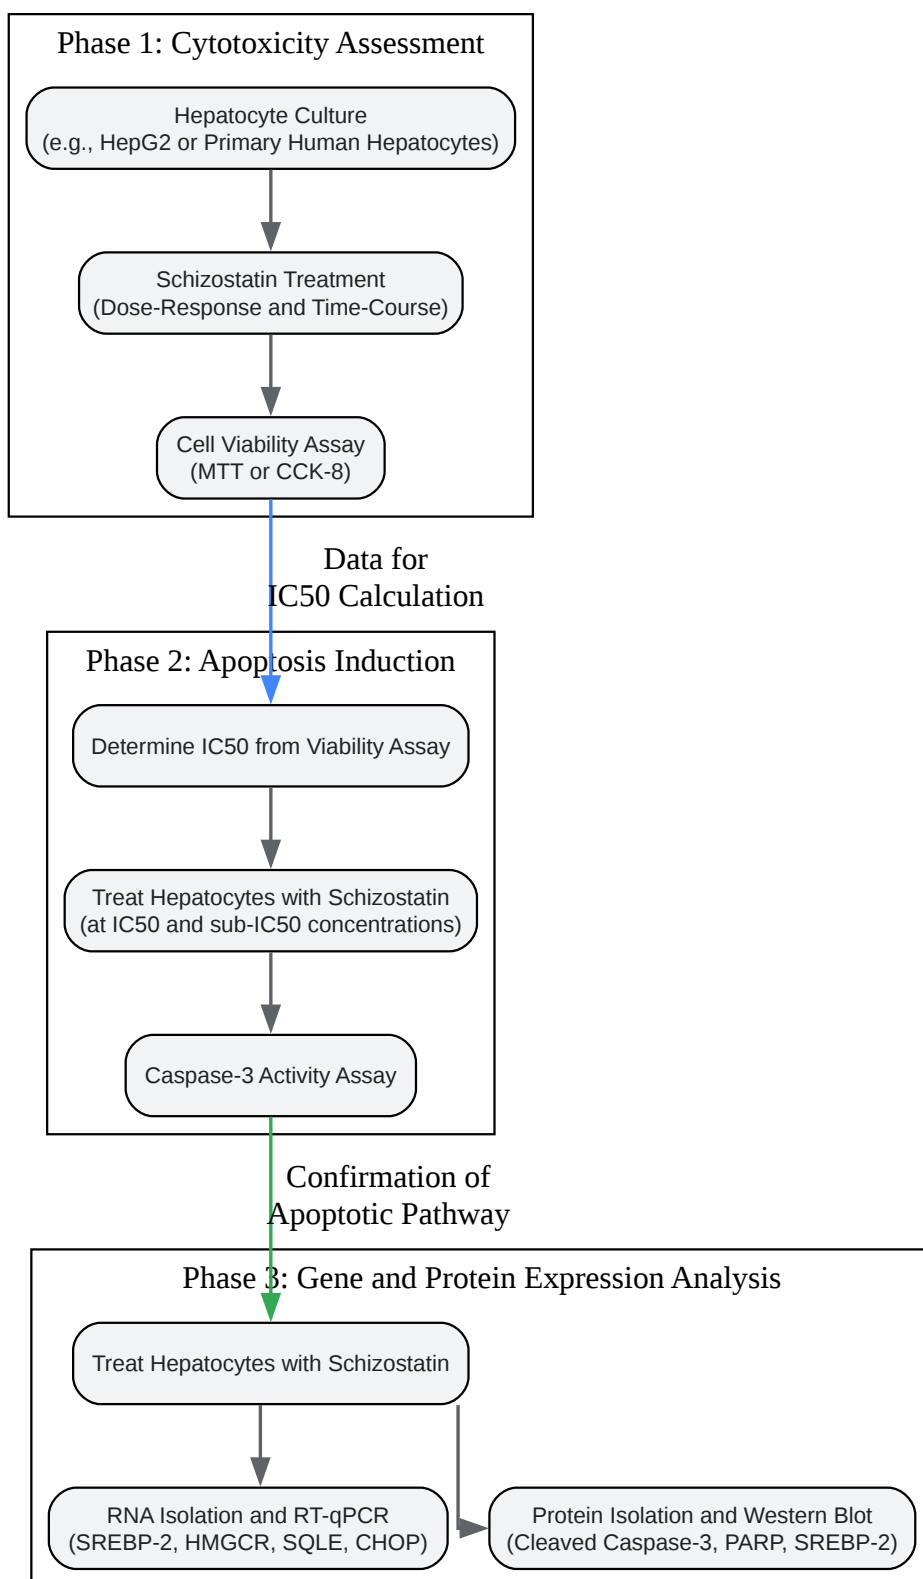 Phase 1: Cytotoxicity Assessment
Hepatocyte Culture
(e.g., HepG2 or Primary Human Hepatocytes)
Schizostatin Treatment
(Dose-Response and Time-Course)
Cell Viability Assay
(MTT or CCK-8)
Data for
IC50 Calculation
Phase 2: Apoptosis Induction
Determine IC50 from Viability Assay
Treat Hepatocytes with Schizostatin
(at IC50 and sub-IC50 concentrations)
Caspase-3 Activity Assay
Confirmation of
Apoptotic Pathway
Phase 3: Gene and Protein Expression Analysis
Treat Hepatocytes with Schizostatin
RNA Isolation and RT-qPCR
(SREBP-2, HMGCR, SQLE, CHOP)
Protein Isolation and Western Blot
(Cleaved Caspase-3, PARP, SREBP-2)